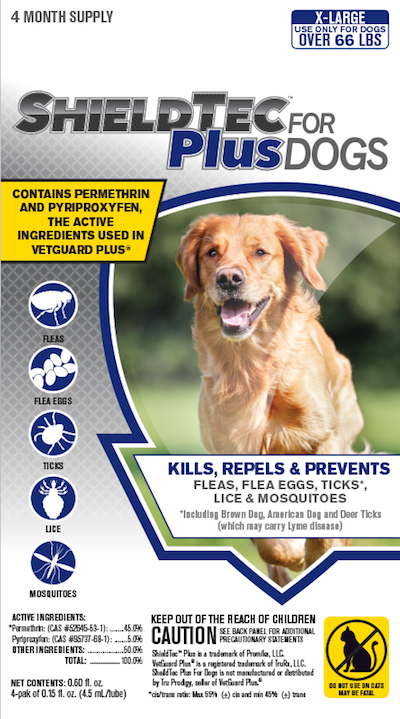 4 MONTH SUPPLY
X-LARGE
USE ONLY FOR DOGS
OVER 66 LBS
SHIELDTEC™ FOR
Plus DOGS
CONTAINS PERMETHRIN
AND PYRIPROXYFEN,
THE ACTIVE
INGREDIENTS USED IN
VETGUARD PLUS®
FLEAS
FLEA EGGS
TICKS
LICE
MOSQUITOES
KILLS, REPELS & PREVENTS
FLEAS, FLEA EGGS, TICKS*,
LICE & MOSQUITOES
*Including Brown Dog, American Dog and Deer Ticks
(which may carry Lyme disease)
ACTIVE INGREDIENTS:
*Permethrin: (CAS #52645-53-1): .......45.0%
Pyriproxyfen: (CAS #95737-68-1): .....5.0%
OTHER INGREDIENTS: ..............50.0%
TOTAL: ..............100.0%
NET CONTENTS: 0.60 fl. oz.
4-pak of 0.15 fl. oz. (4.5 mL/tube)
KEEP OUT OF THE REACH OF CHILDREN
CAUTION SEE BACK PANEL FOR ADDITIONAL
PRECAUTIONARY STATEMENTS
ShieldTec™ Plus is a trademark of Promika, LLC.
VetGuard Plus® is a registered trademark of TruRx, LLC.
ShieldTec Plus For Dogs is not manufactured or distributed
by Tru Prodigy, seller of VetGuard Plus.®
*cis/trans ratio: Max 55% (±) cis and min 45% (±) trans
DO NOT USE ON CATS
MAY BE FATAL